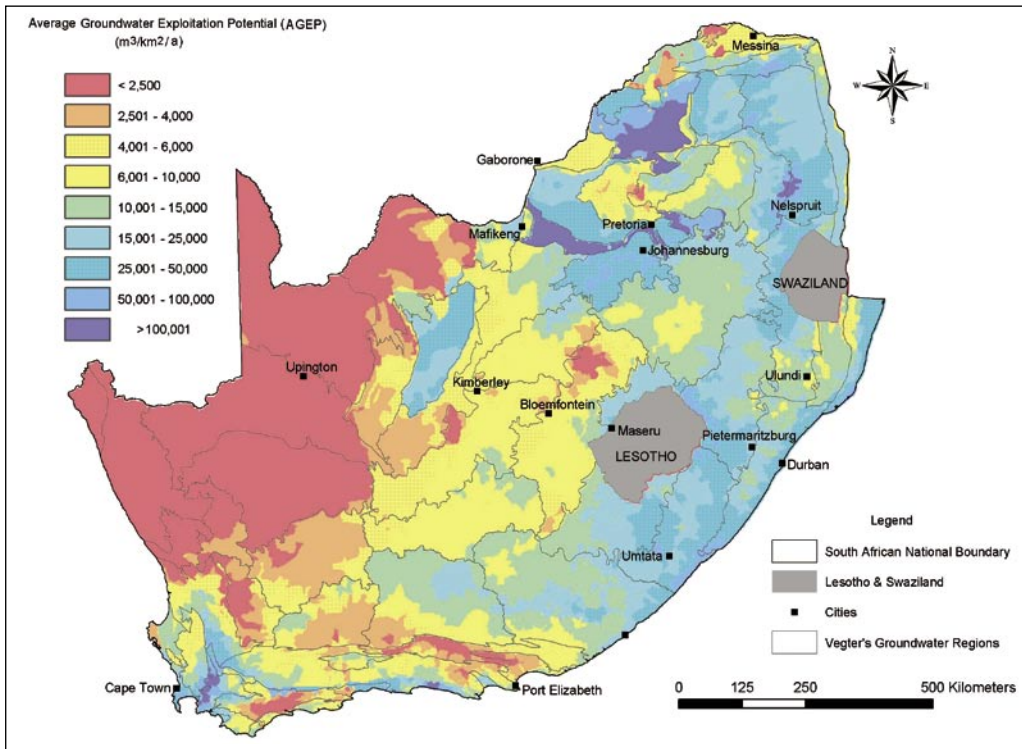 Average Groundwater Exploitation Potential (AGEP)
(m3/km2/a)
< 2,500
2,501 - 4,000
4,001 - 6,000
6,001 - 10,000
10,001 - 15,000
15,001 - 25,000
25,001 - 50,000
50,001 - 100,000
>100,001
Messina
N
W E
S
Gaborone
Nelspruit
Mafikeng
Pretoria
Johannesburg
SWAZILAND
Upington
Kimberley
Ulundi
Bloemfontein
Maseru
Pietermaritzburg
LESOTHO
Durban
Umtata
Cape Town
Port Elizabeth
Legend
South African National Boundary
Lesotho & Swaziland
Cities
Vegter's Groundwater Regions
0 125 250 500 Kilometers